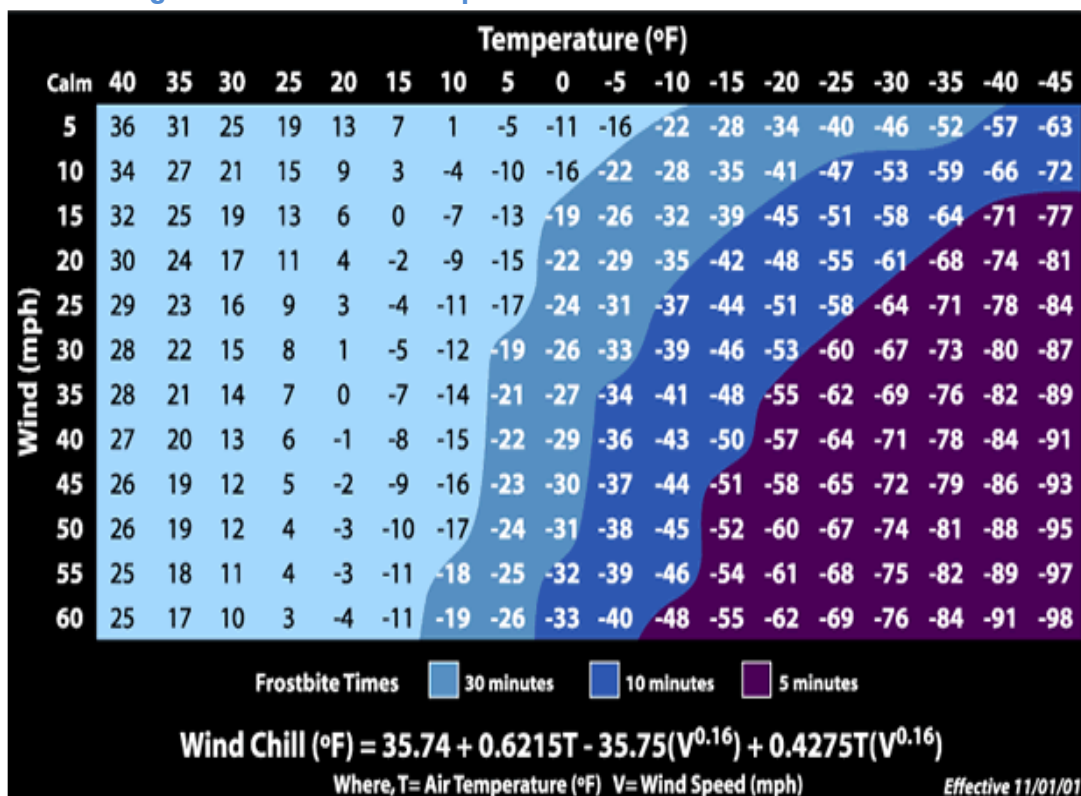 Temperature (ºF)
Calm 40 35 30 25 20 15 10 5 0 -5 -10 -15 -20 -25 -30 -35 -40 -45
5 36 31 25 19 13 7 1 -5 -11 -16 -22 -28 -34 -40 -46 -52 -57 -63
10 34 27 21 15 9 3 -4 -10 -16 -22 -28 -35 -41 -47 -53 -59 -66 -72
15 32 25 19 13 6 0 -7 -13 -19 -26 -32 -39 -45 -51 -58 -64 -71 -77
20 30 24 17 11 4 -2 -9 -15 -22 -29 -35 -42 -48 -55 -61 -68 -74 -81
25 29 23 16 9 3 -4 -11 -17 -24 -31 -37 -44 -51 -58 -64 -71 -78 -84
30 28 22 15 8 1 -5 -12 -19 -26 -33 -39 -46 -53 -60 -67 -73 -80 -87
35 28 21 14 7 0 -7 -14 -21 -27 -34 -41 -48 -55 -62 -69 -76 -82 -89
40 27 20 13 6 -1 -8 -15 -22 -29 -36 -43 -50 -57 -64 -71 -78 -84 -91
45 26 19 12 5 -2 -9 -16 -23 -30 -37 -44 -51 -58 -65 -72 -79 -86 -93
50 26 19 12 4 -3 -10 -17 -24 -31 -38 -45 -52 -60 -67 -74 -81 -88 -95
55 25 18 11 4 -3 -11 -18 -25 -32 -39 -46 -54 -61 -68 -75 -82 -89 -97
60 25 17 10 3 -4 -11 -19 -26 -33 -40 -48 -55 -62 -69 -76 -84 -91 -98
Wind (mph)
Frostbite Times 30 minutes 10 minutes 5 minutes
Wind Chill (ºF) = 35.74 + 0.6215T - 35.75(V^0.16) + 0.4275T(V^0.16)
Where, T= Air Temperature (ºF) V= Wind Speed (mph) Effective 11/01/01